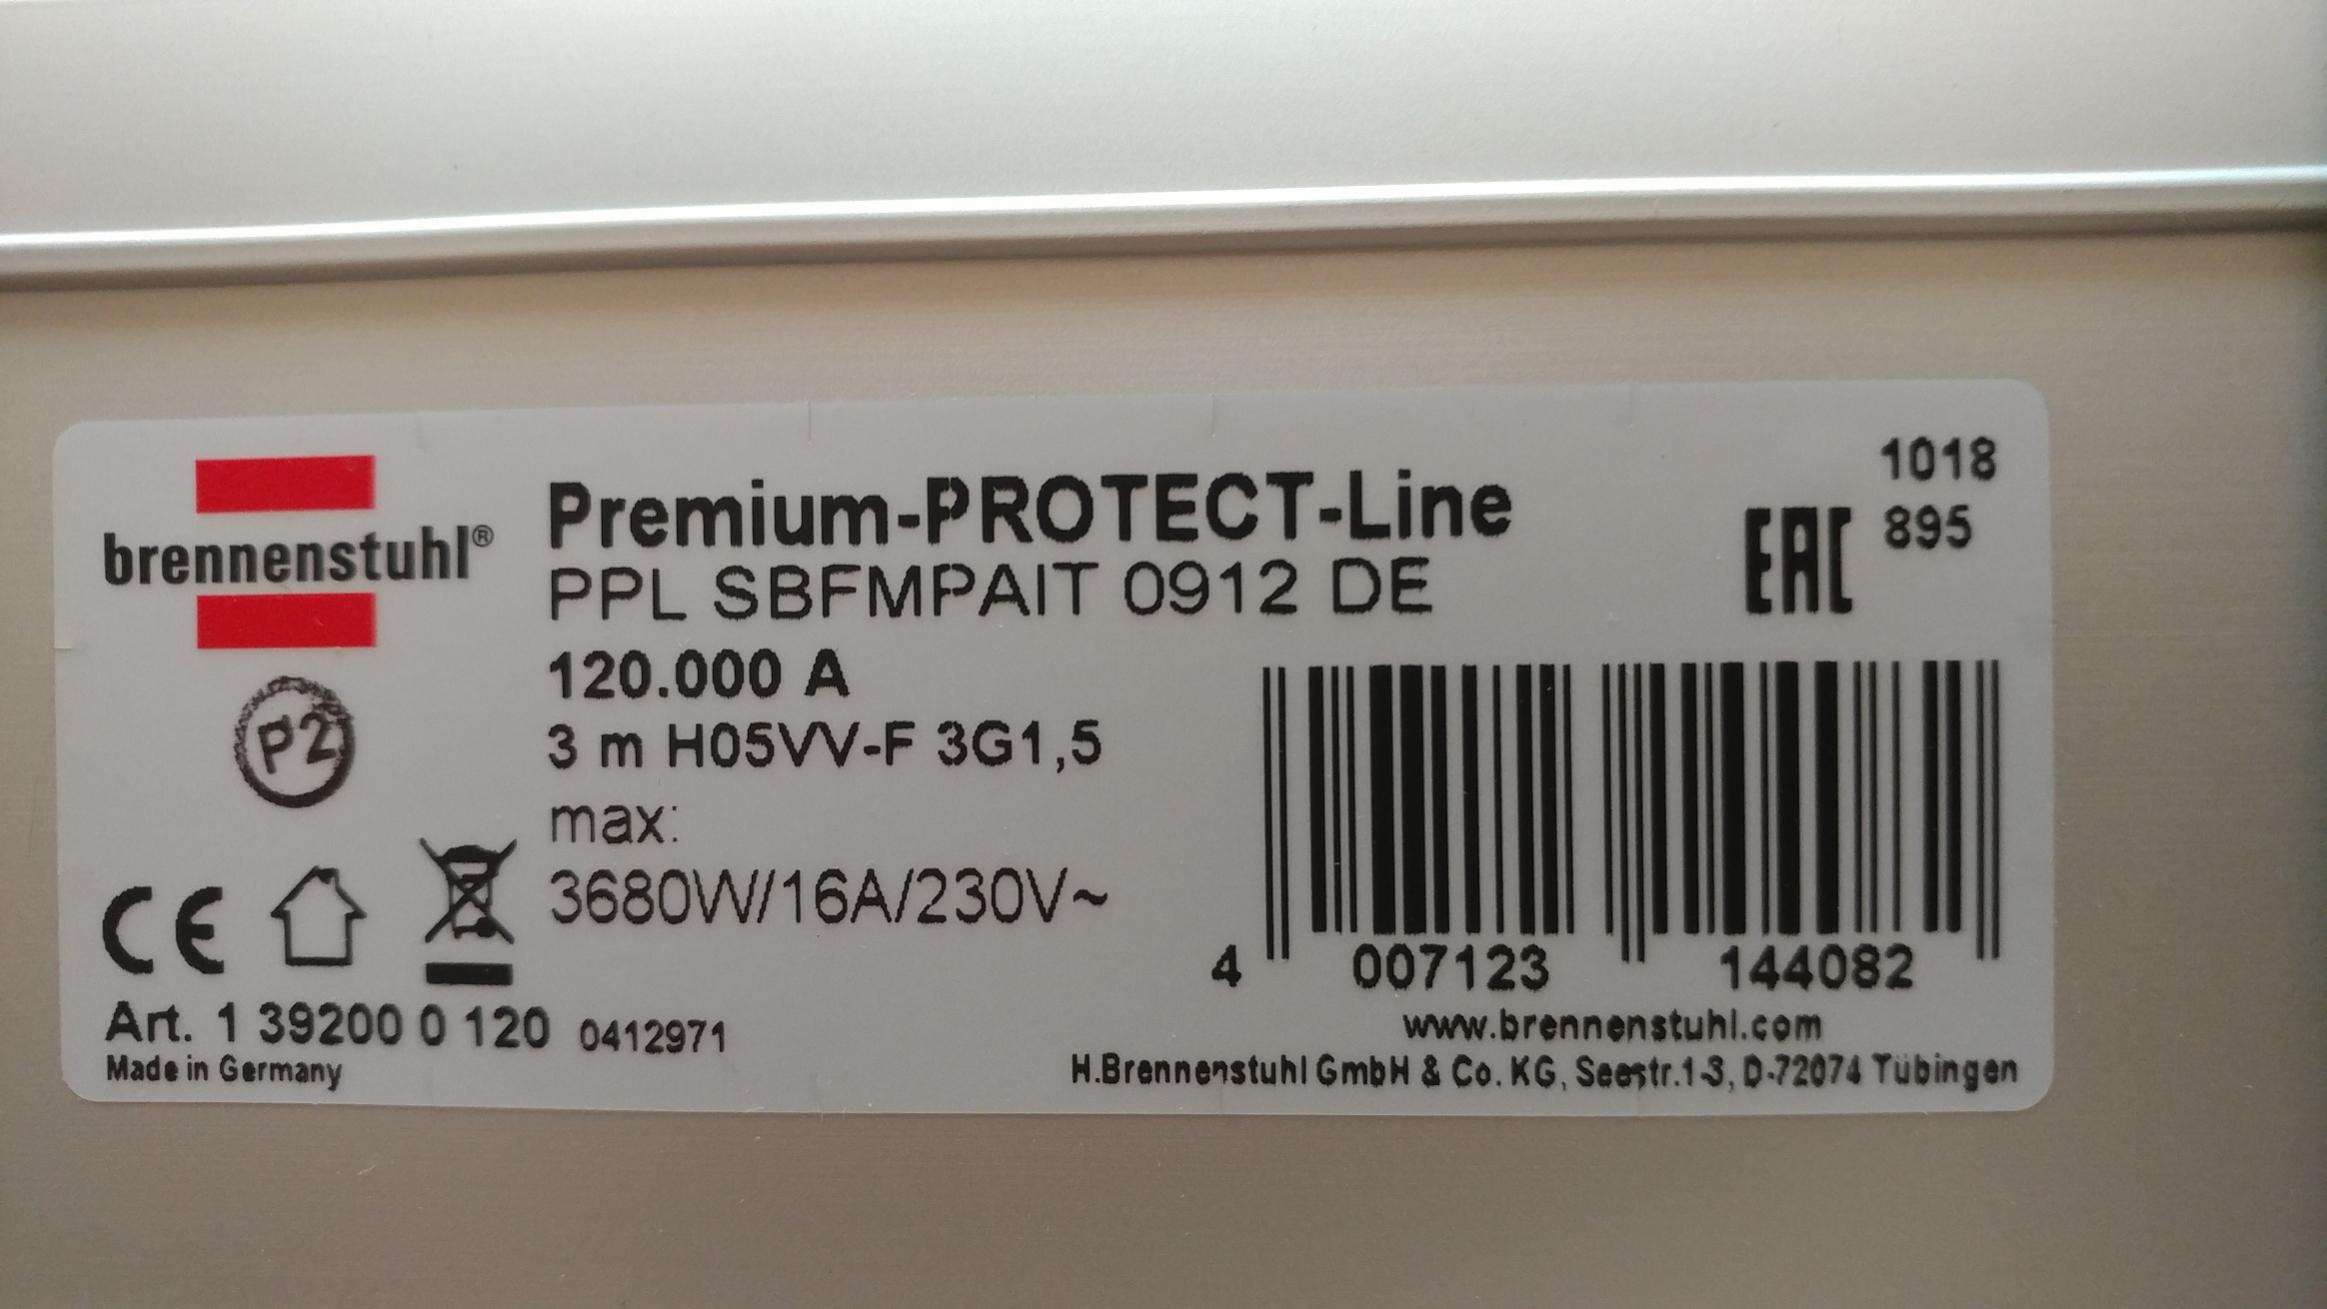 brennenstuhl®
P2
CE
Premium-PROTECT-Line
PPL SBFMPAIT 0912 DE
120.000 A
3 m H05VV-F 3G1,5
max:
3680W/16A/230V~
1018
EAC 895
4 007123 144082
Art. 1 39200 0 120 0412971
Made in Germany
www.brennenstuhl.com
H.Brennenstuhl GmbH & Co. KG, Seestr.1-3, D-72074 Tübingen